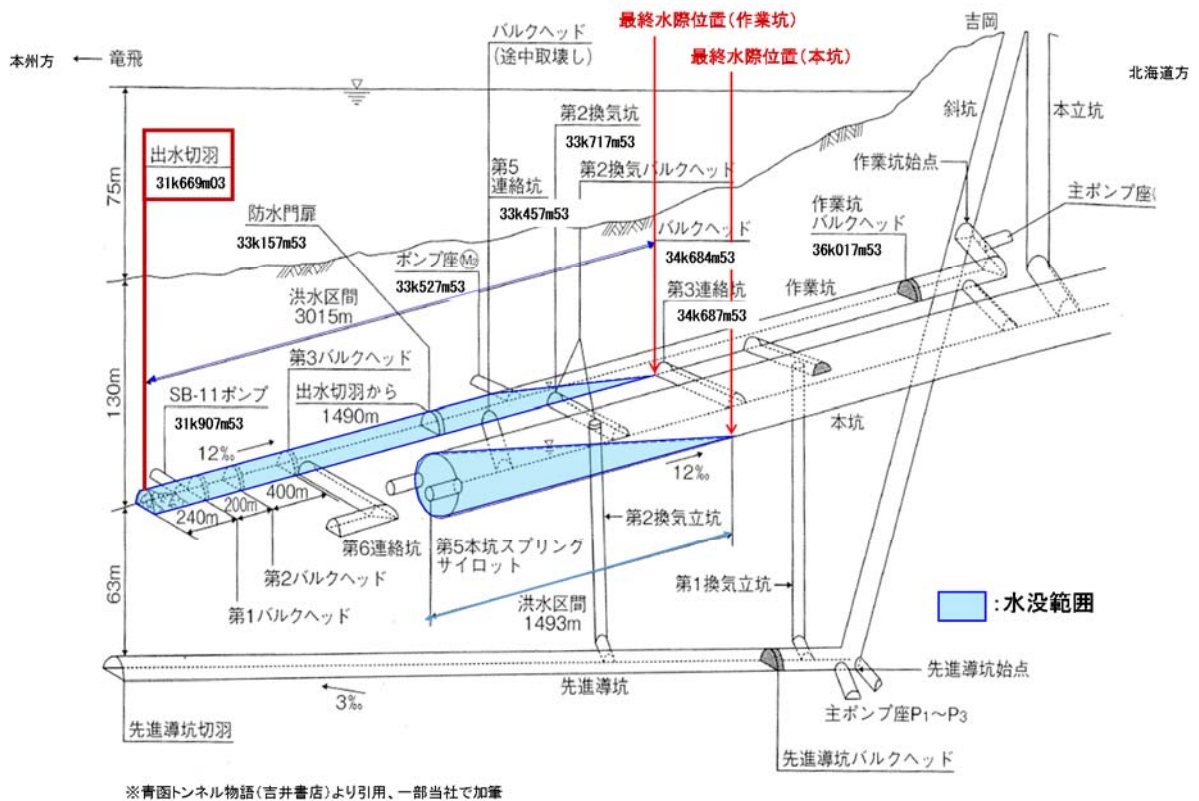 最終水際位置(作業坑)
吉岡
バルクヘッド
(途中取壊し)
最終水際位置(本坑)
本州方 ← 竜飛
北海道方
第2換気坑
33k717m53
斜坑
本立坑
出水切羽
31k669m03
第5
連絡坑
33k457m53
第2換気バルクヘッド
作業坑始点
75m
防水門扉
33k157m53
作業坑
バルクヘッド
36k017m53
主ポンプ座(
バルクヘッド
34k684m53
ポンプ座M2
33k527m53
洪水区間
3015m
第3連絡坑
34k687m53
作業坑
第3バルクヘッド
出水切羽から
1490m
130m
SB-11ポンプ
31k907m53
本坑
12‰
12‰
400m
200m
240m
第2換気立坑
第6連絡坑
第5本坑スプリング
サイロット
第2バルクヘッド
第1換気立坑
:水没範囲
63m
第1バルクヘッド
洪水区間
1493m
先進導坑
先進導坑始点
3‰
主ポンプ座P1～P3
先進導坑切羽
先進導坑バルクヘッド
※青函トンネル物語(吉井書店)より引用、一部当社で加筆